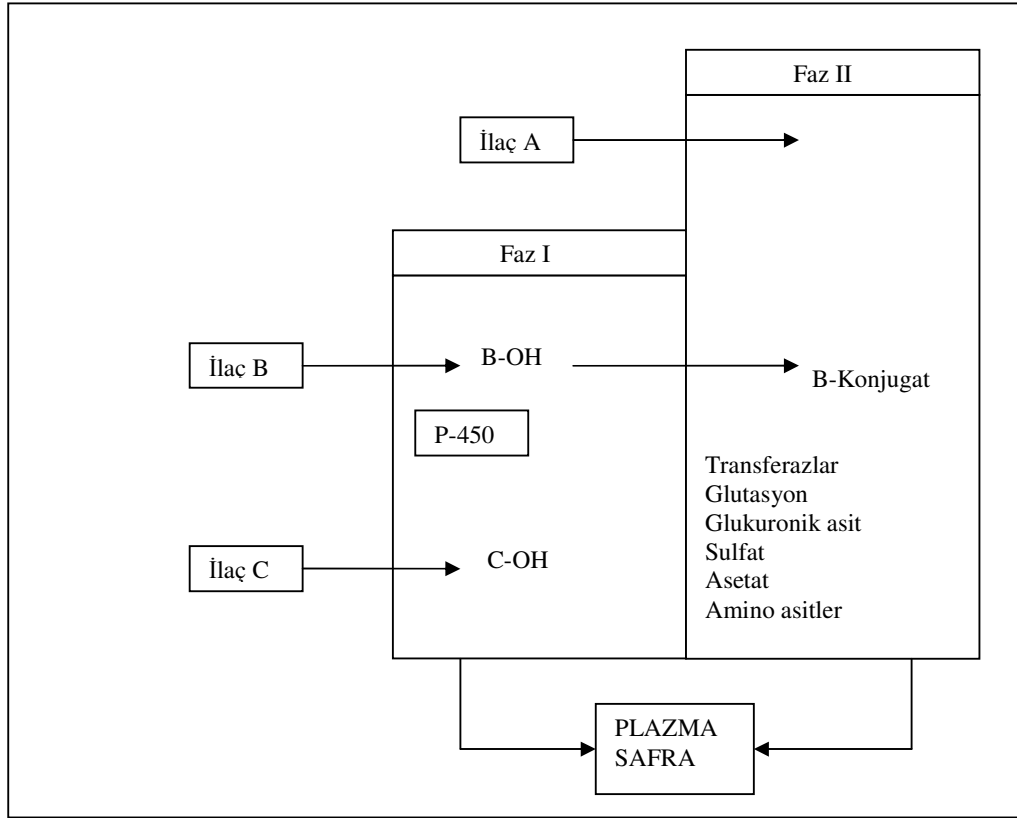 Faz II
İlaç A
Faz I
İlaç B
B-OH
B-Konjugat
P-450
Transferazlar
Glutasyon
Glukuronik asit
Sulfat
Asetat
Amino asitler
İlaç C
C-OH
PLAZMA
SAFRA